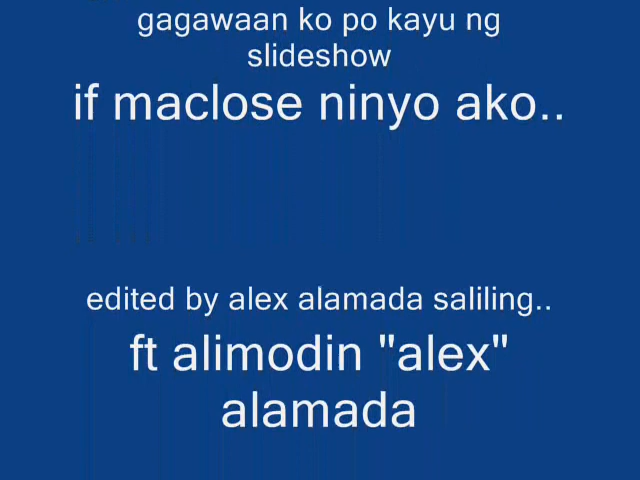 gagawaan ko po kayu ng
slideshow
if maclose ninyo ako..
edited by alex alamada saliling..
ft alimodin "alex"
alamada